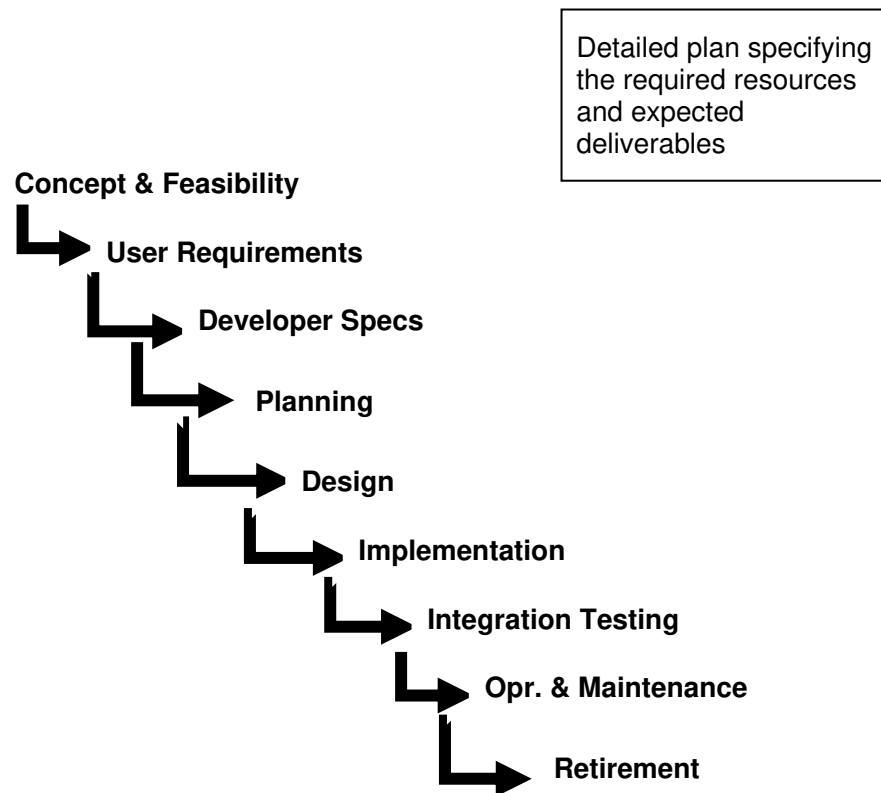 Detailed plan specifying
the required resources
and expected
deliverables
Concept & Feasibility
User Requirements
Developer Specs
Planning
Design
Implementation
Integration Testing
Opr. & Maintenance
Retirement